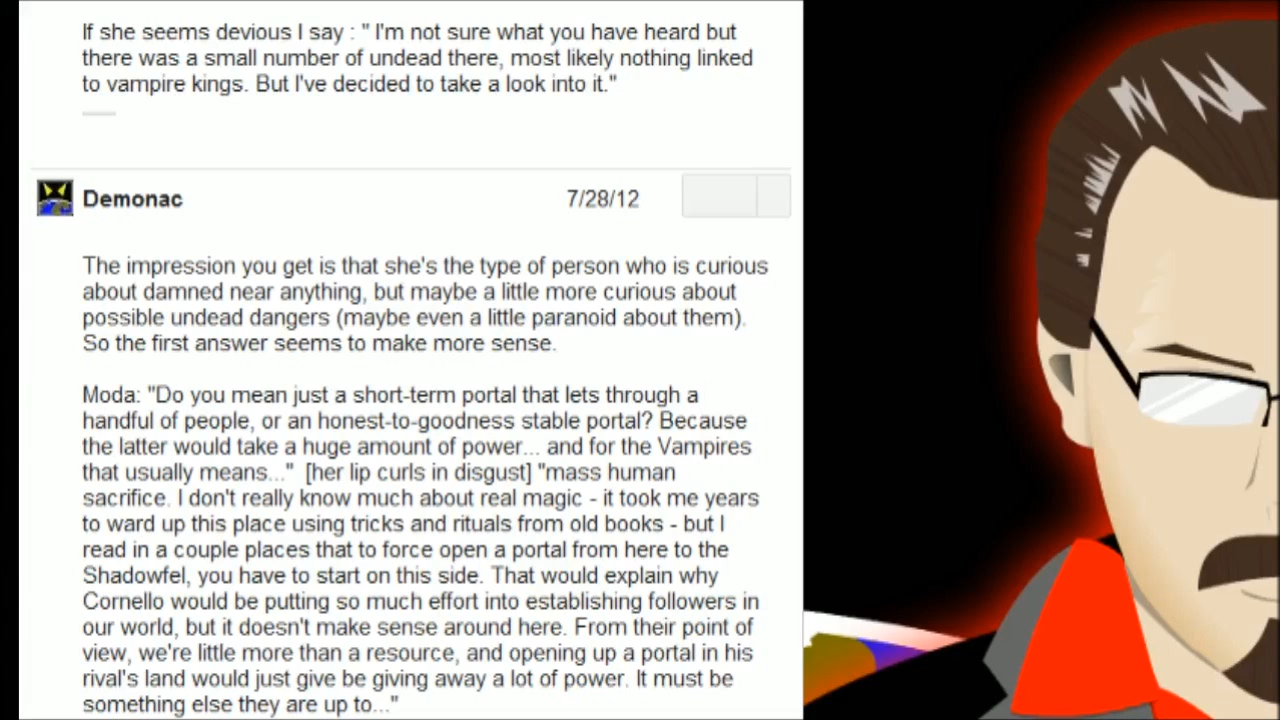 If she seems devious I say : " I'm not sure what you have heard but
there was a small number of undead there, most likely nothing linked
to vampire kings. But I've decided to take a look into it."
Demonac 7/28/12
The impression you get is that she's the type of person who is curious
about damned near anything, but maybe a little more curious about
possible undead dangers (maybe even a little paranoid about them).
So the first answer seems to make more sense.
Moda: "Do you mean just a short-term portal that lets through a
handful of people, or an honest-to-goodness stable portal? Because
the latter would take a huge amount of power... and for the Vampires
that usually means..." [her lip curls in disgust] "mass human
sacrifice. I don't really know much about real magic - it took me years
to ward up this place using tricks and rituals from old books - but I
read in a couple places that to force open a portal from here to the
Shadowfel, you have to start on this side. That would explain why
Cornello would be putting so much effort into establishing followers in
our world, but it doesn't make sense around here. From their point of
view, we're little more than a resource, and opening up a portal in his
rival's land would just give be giving away a lot of power. It must be
something else they are up to..."